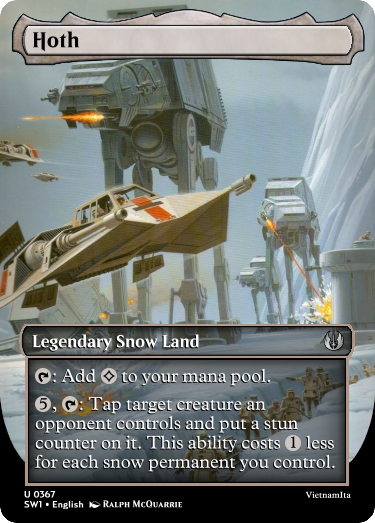 Hoth
Legendary Snow Land
: Add to your mana pool.
5, : Tap target creature an
opponent controls and put a stun
counter on it. This ability costs 1 less
for each snow permanent you control.
U 0367
SW1 • English RALPH MCQUARRIE
VietnamIta